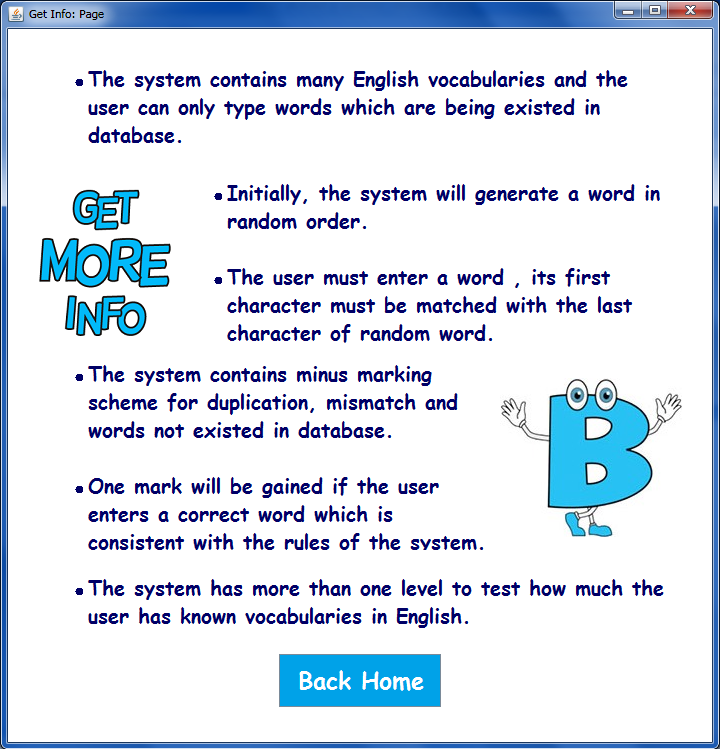 Get Info: Page
• The system contains many English vocabularies and the
user can only type words which are being existed in
database.
GET
MORE
INFO
• Initially, the system will generate a word in
random order.
• The user must enter a word , its first
character must be matched with the last
character of random word.
• The system contains minus marking
scheme for duplication, mismatch and
words not existed in database.
B
• One mark will be gained if the user
enters a correct word which is
consistent with the rules of the system.
• The system has more than one level to test how much the
user has known vocabularies in English.
Back Home